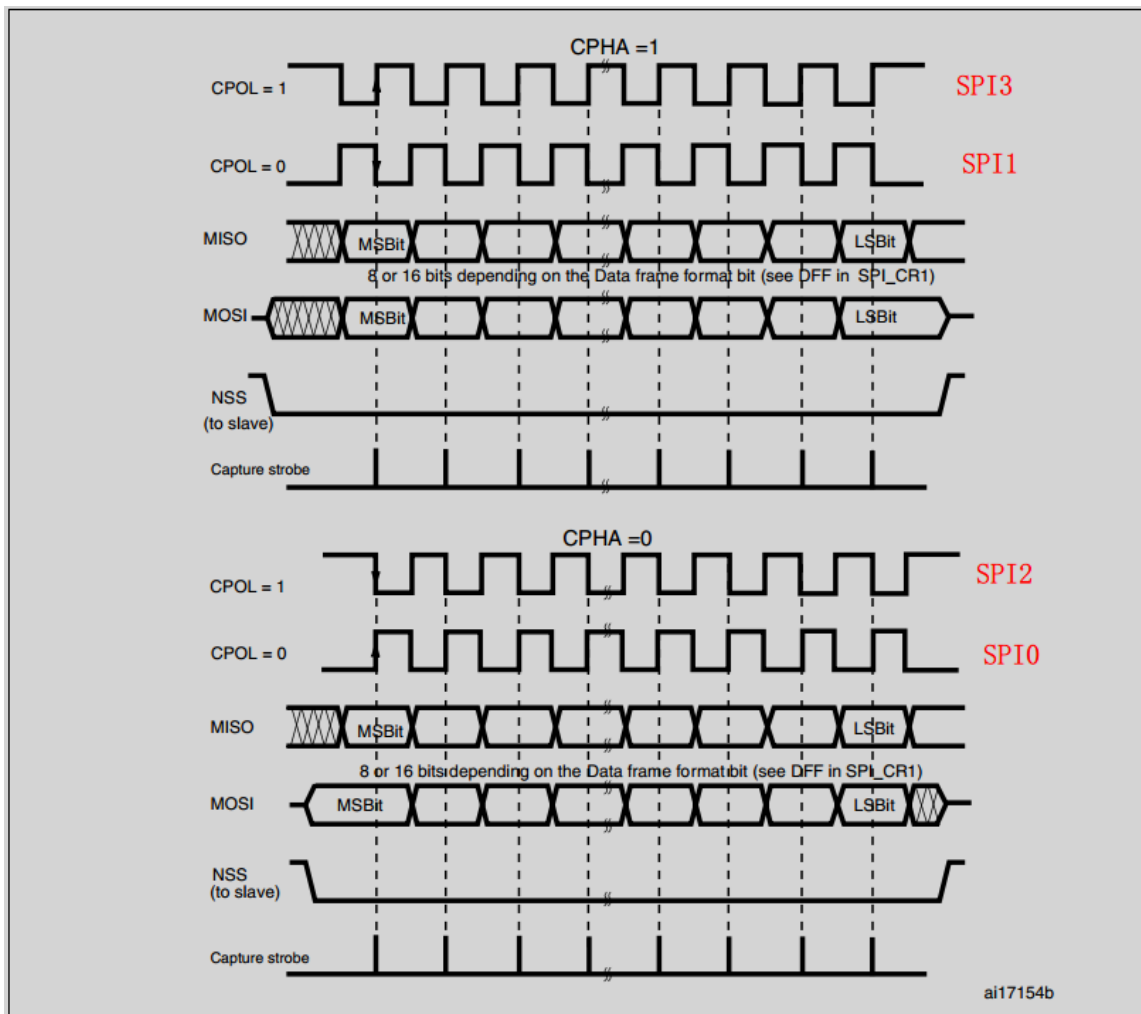 CPHA =1
CPOL = 1
SPI3
CPOL = 0
SPI1
MISO
MSBit
LSBit
8 or 16 bits depending on the Data frame format bit (see DFF in SPI_CR1)
MOSI
MSBit
LSBit
NSS
(to slave)
Capture strobe
CPHA =0
CPOL = 1
SPI2
CPOL = 0
SPI0
MISO
MSBit
LSBit
8 or 16 bits depending on the Data frame format bit (see DFF in SPI_CR1)
MOSI
MSBit
LSBit
NSS
(to slave)
Capture strobe
ai17154b